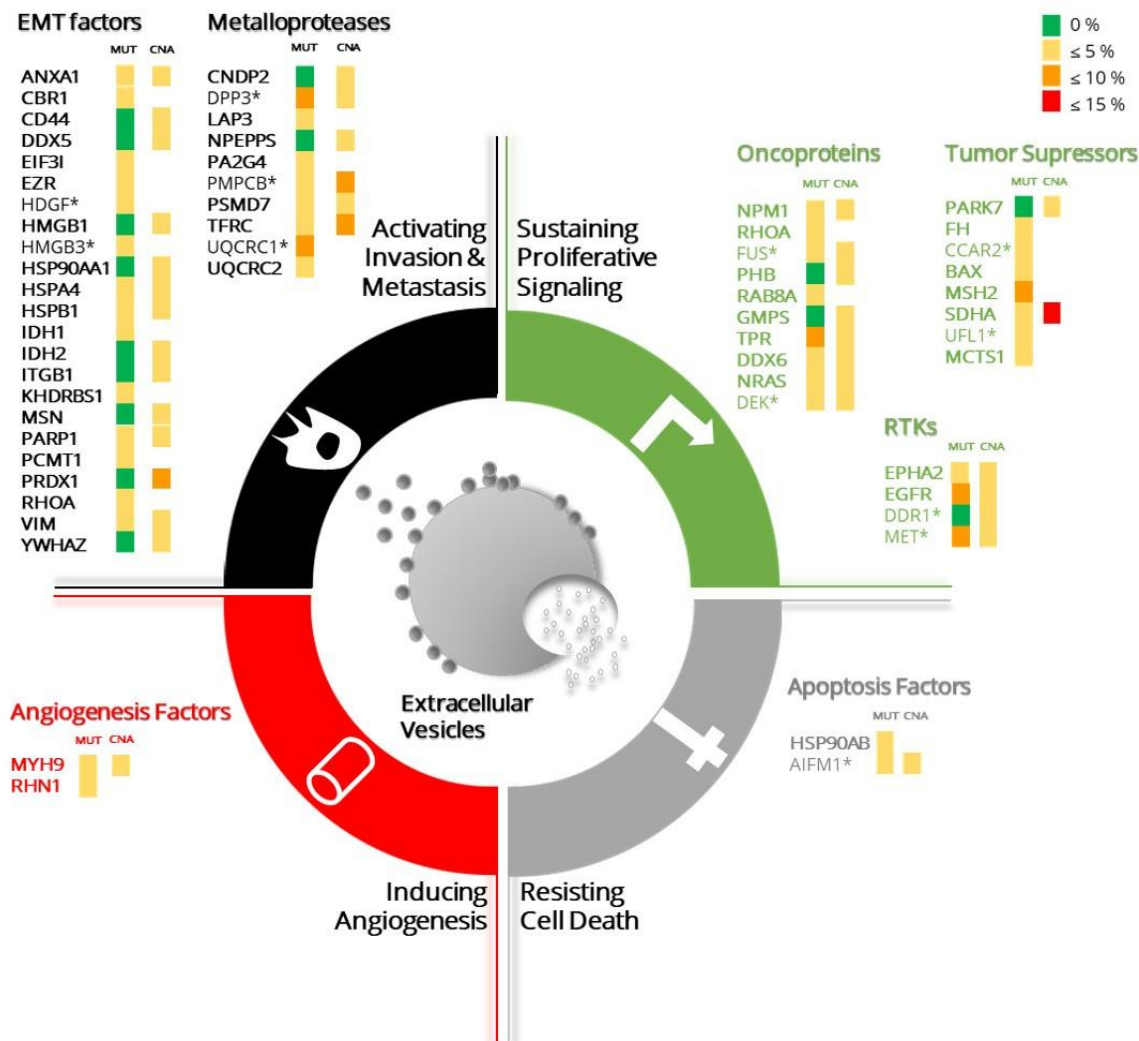 EMT factors
MUT CNA
ANXA1
CBR1
CD44
DDX5
EIF3I
EZR
HDGF*
HMGB1
HMGB3*
HSP90AA1
HSPA4
HSPB1
IDH1
IDH2
ITGB1
KHDRBS1
MSN
PARP1
PCMT1
PRDX1
RHOA
VIM
YWHAZ
Metalloproteases
MUT CNA
CNDP2
DPP3*
LAP3
NPEPPS
PA2G4
PMPCB*
PSMD7
TFRC
UQCRC1*
UQCRC2
0 %
≤ 5 %
≤ 10 %
≤ 15 %
Oncoproteins
MUT CNA
NPM1
RHOA
FUS*
PHB
RAB8A
GMPS
TPR
DDX6
NRAS
DEK*
Tumor Supressors
MUT CNA
PARK7
FH
CCAR2*
BAX
MSH2
SDHA
UFL1*
MCTS1
RTKs
MUT CNA
EPHA2
EGFR
DDR1*
MET*
Activating
Invasion &
Metastasis
Sustaining
Proliferative
Signaling
Extracellular
Vesicles
Angiogenesis Factors
MUT CNA
MYH9
RHN1
Apoptosis Factors
MUT CNA
HSP90AB
AIFM1*
Inducing
Angiogenesis
Resisting
Cell Death